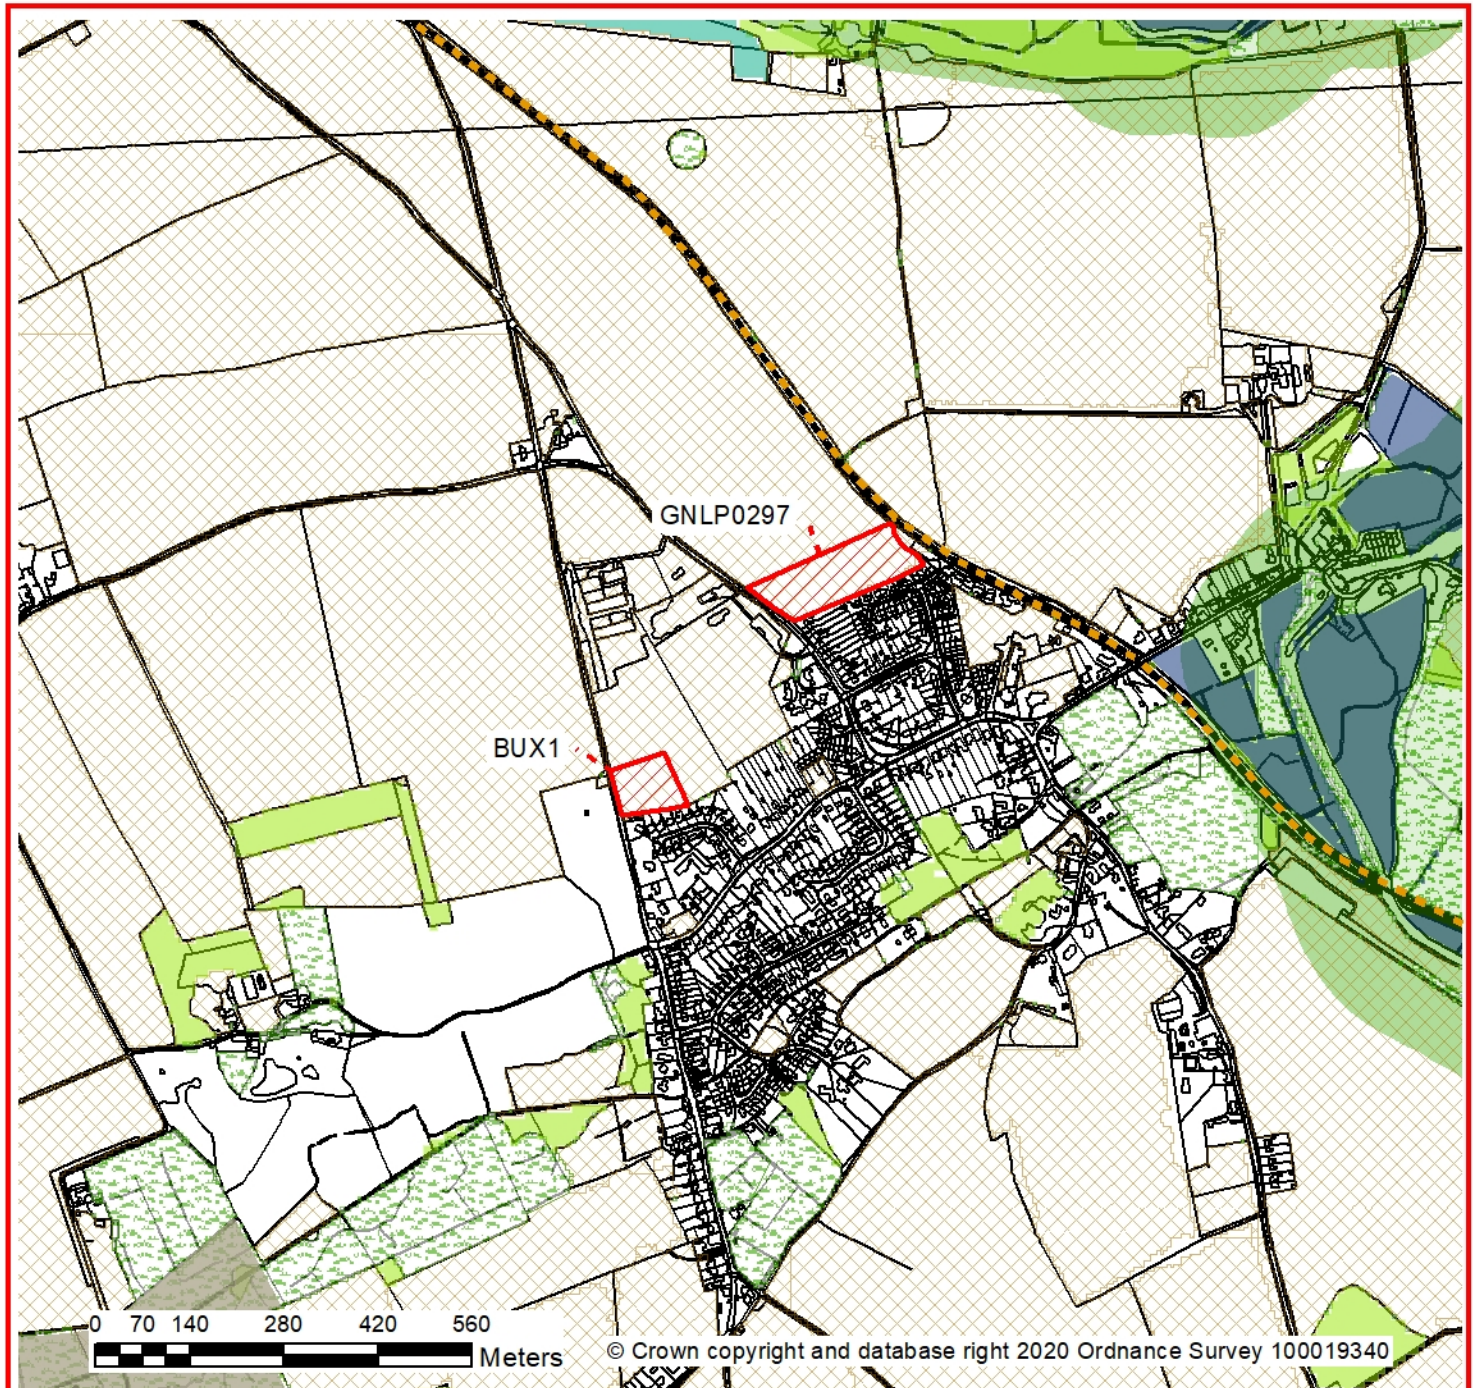 GNLP0297
BUX1
0 70 140 280 420 560
Meters
© Crown copyright and database right 2020 Ordnance Survey 100019340